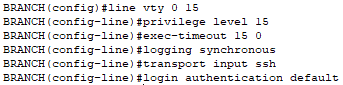 BRANCH(config)#line vty 0 15
BRANCH(config-line)#privilege level 15
BRANCH(config-line)#exec-timeout 15 0
BRANCH(config-line)#logging synchronous
BRANCH(config-line)#transport input ssh
BRANCH(config-line)#login authentication default